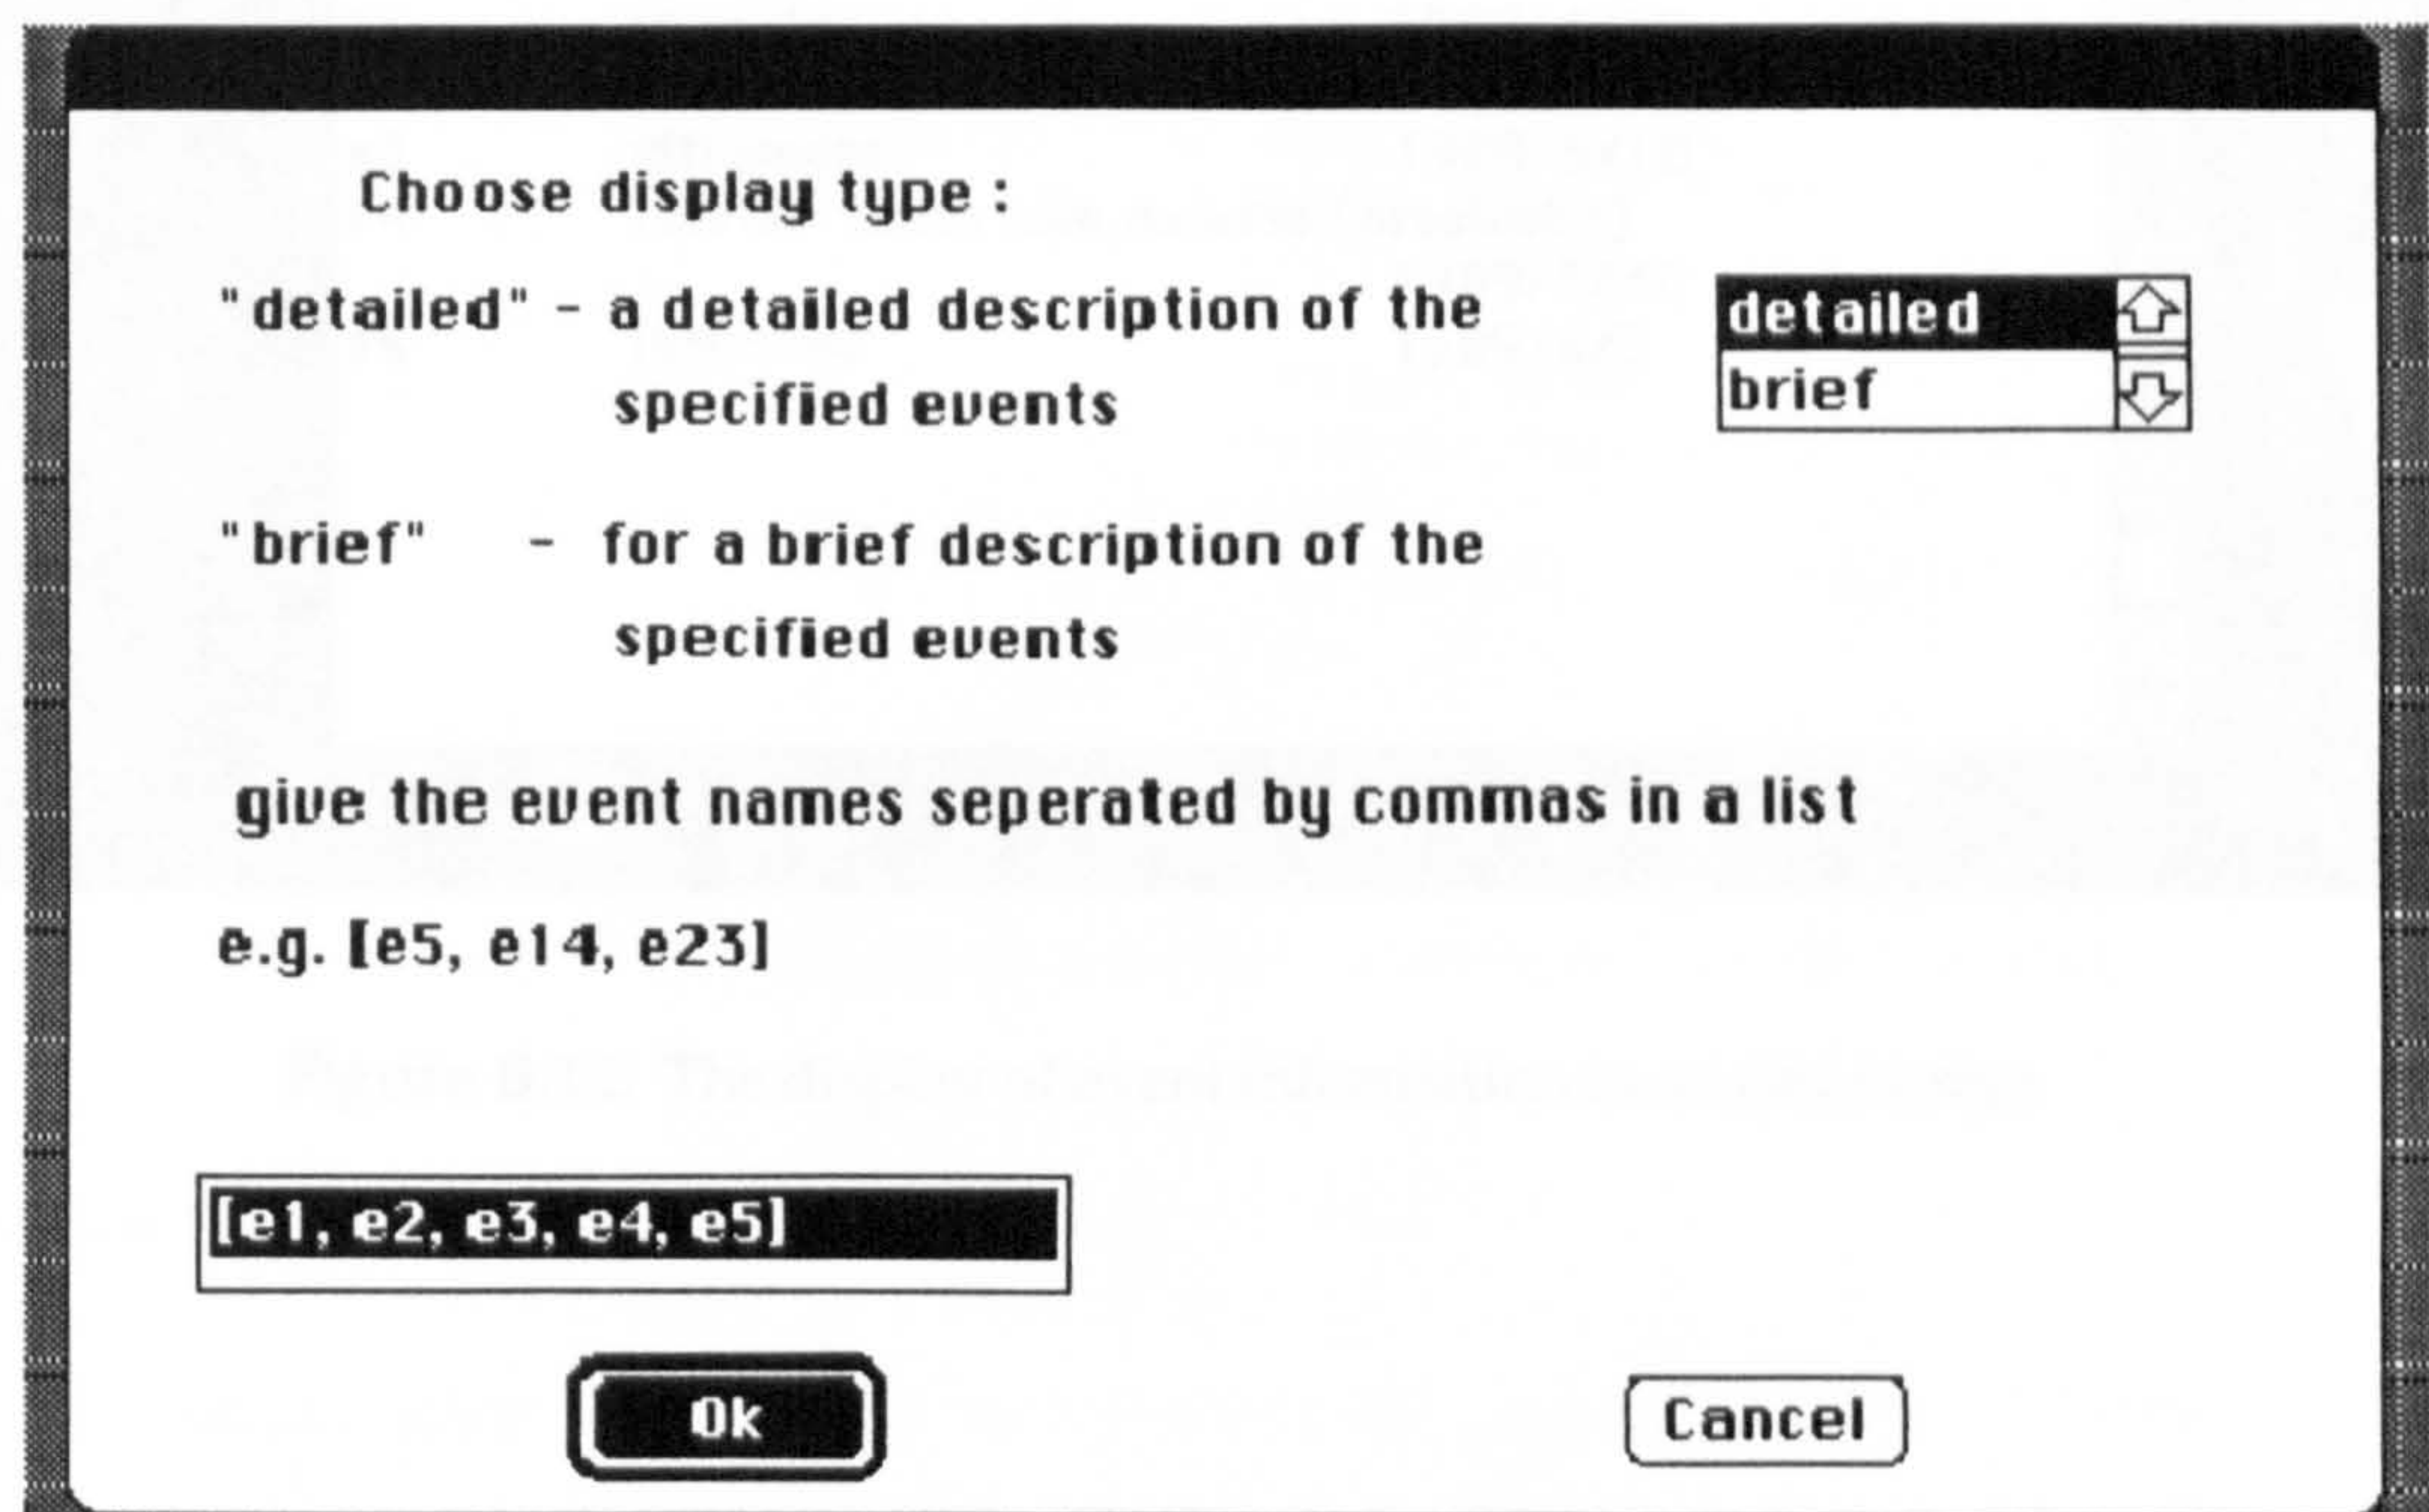 Choose display type :
"detailed" - a detailed description of the
detailed
specified events
brief
"brief" - for a brief description of the
specified events
give the event names seperated by commas in a list
e.g. [e5, e14, e23]
[e1, e2, e3, e4, e5]
Ok
Cancel